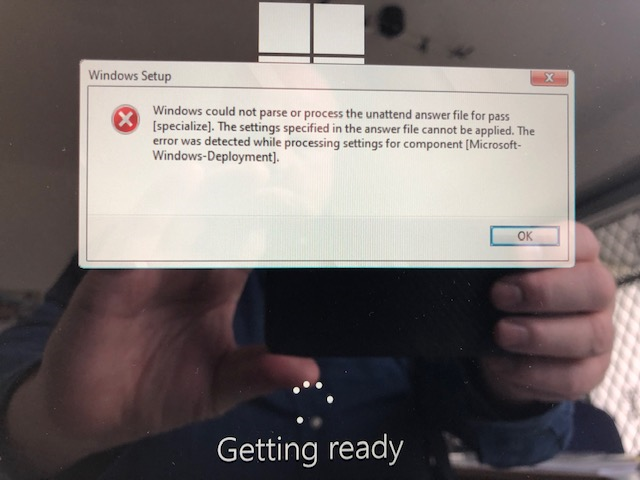 Windows Setup
Windows could not parse or process the unattend answer file for pass
[specialize]. The settings specified in the answer file cannot be applied. The
error was detected while processing settings for component [Microsoft-
Windows-Deployment].
OK
Getting ready